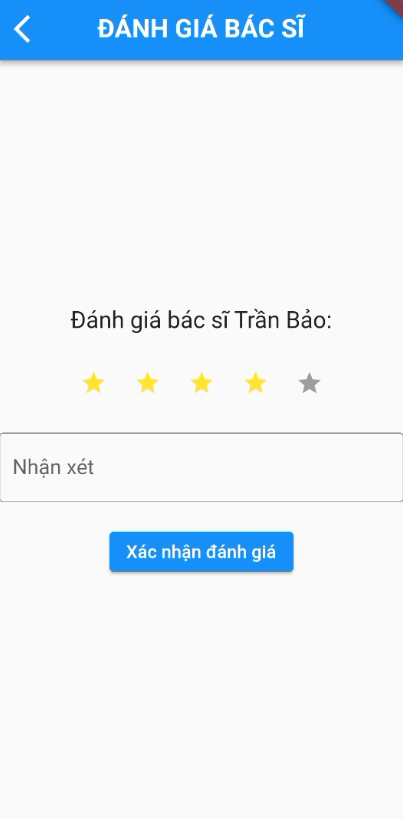 ĐÁNH GIÁ BÁC SĨ
Đánh giá bác sĩ Trần Bảo:
Nhận xét
Xác nhận đánh giá